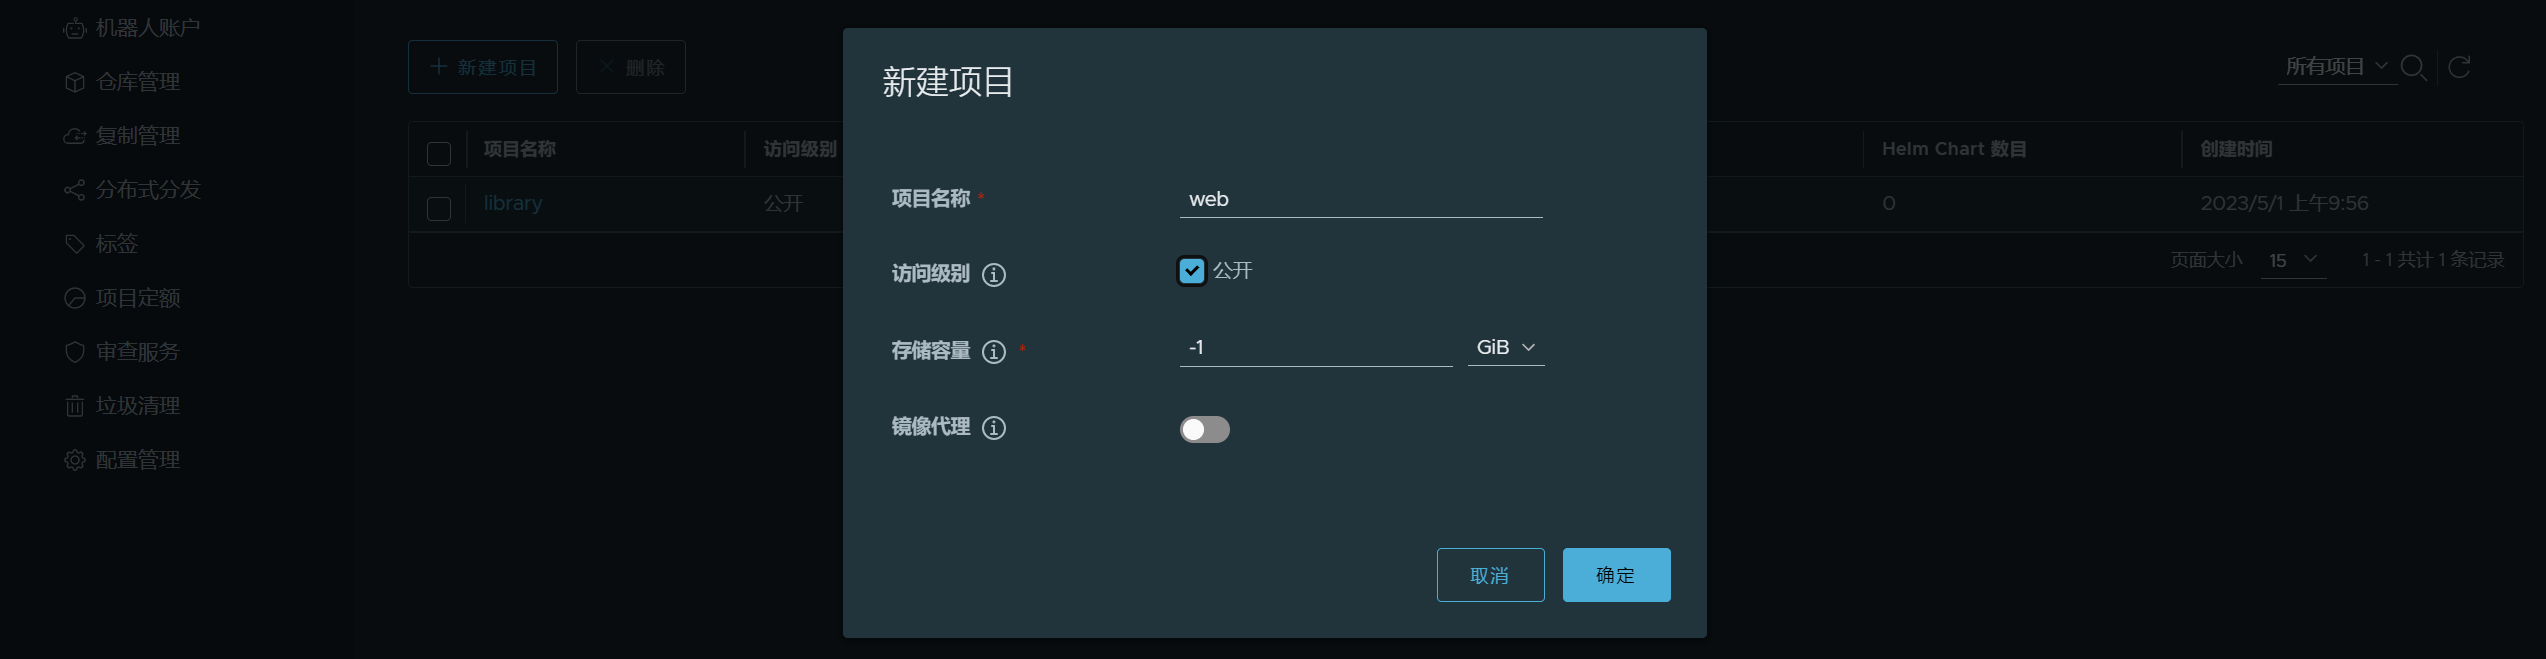 机器人账户
仓库管理
复制管理
分布式分发
标签
项目定额
审查服务
垃圾清理
配置管理
新建项目 删除
所有项目
项目名称 访问级别 Helm Chart 数目 创建时间
library 公开 0 2023/5/1 上午9:56
页面大小 15 1 - 1 共计 1 条记录
新建项目
项目名称 * web
访问级别 公开
存储容量 * -1 GiB
镜像代理
取消 确定